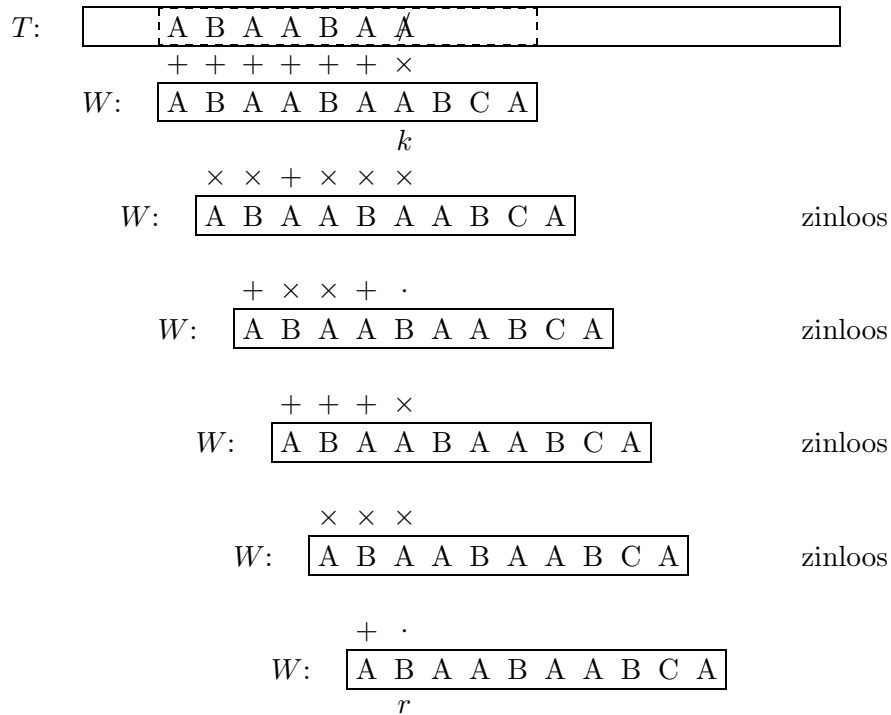 T: A B A A B A A̸
+ + + + + + ×
W: A B A A B A A B C A
k
× × + × × ×
W: A B A A B A A B C A zinloos
+ × × + ·
W: A B A A B A A B C A zinloos
+ + + ×
W: A B A A B A A B C A zinloos
× × ×
W: A B A A B A A B C A zinloos
+ ·
W: A B A A B A A B C A
r